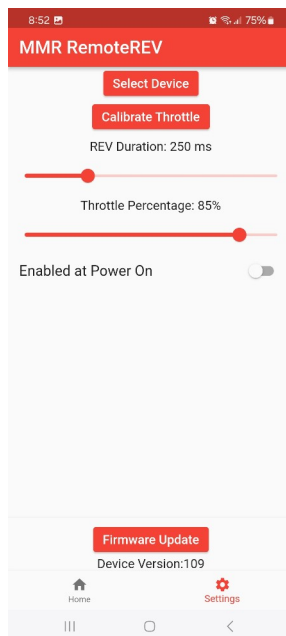 8:52 75%
MMR RemoteREV
Select Device
Calibrate Throttle
REV Duration: 250 ms
Throttle Percentage: 85%
Enabled at Power On
Firmware Update
Device Version:109
Home Settings